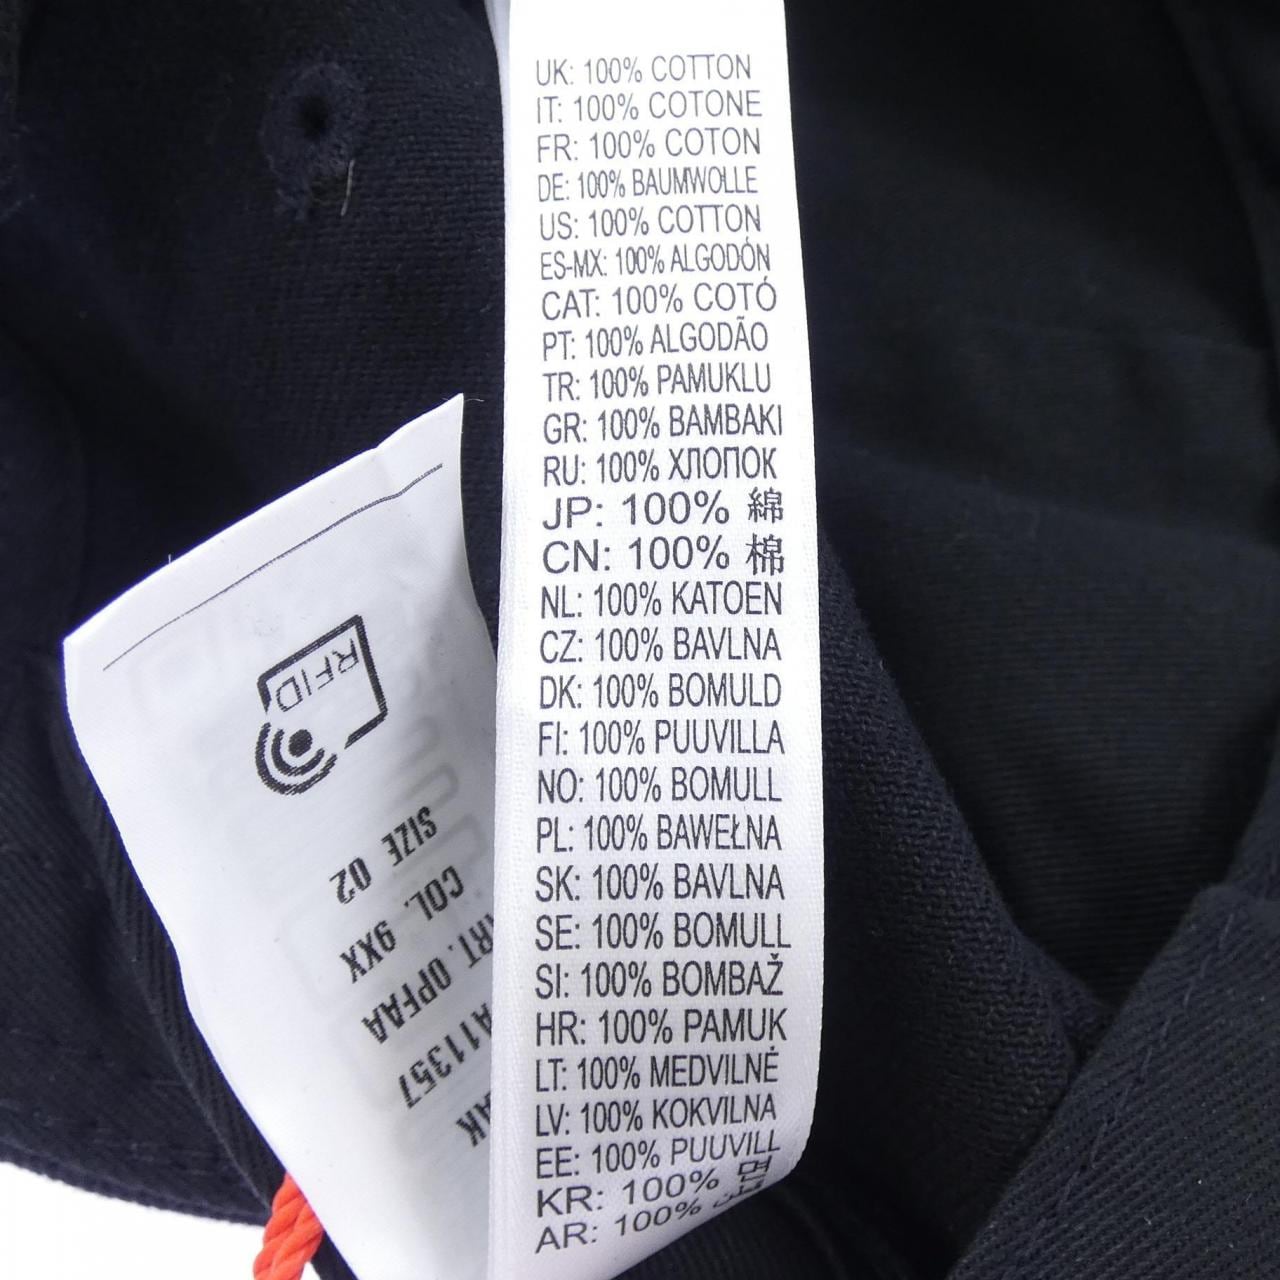 UK: 100% COTTON
IT: 100% COTONE
FR: 100% COTON
DE: 100% BAUMWOLLE
US: 100% COTTON
ES-MX: 100% ALGODÓN
CAT: 100% COTÓ
PT: 100% ALGODÃO
TR: 100% PAMUKLU
GR: 100% BAMBAKI
RU: 100% ХЛОПОК
JP: 100% 綿
CN: 100% 棉
NL: 100% KATOEN
CZ: 100% BAVLNA
DK: 100% BOMULD
FI: 100% PUUVILLA
NO: 100% BOMULL
PL: 100% BAWEŁNA
SK: 100% BAVLNA
SE: 100% BOMULL
SI: 100% BOMBAŽ
HR: 100% PAMUK
LT: 100% MEDVILNĖ
LV: 100% KOKVILNA
EE: 100% PUUVILL
KR: 100% 면
AR: 100%
RFID
SIZE 02
COL. 9XX
RT. OPFAA
A11357
AK